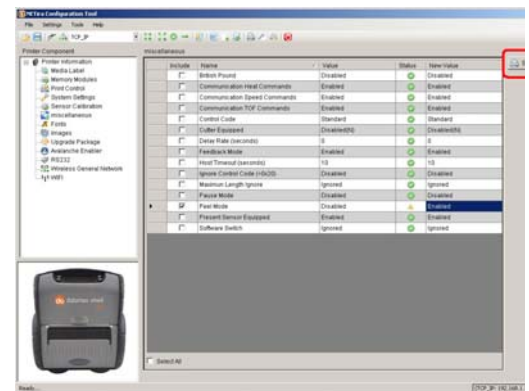 NETira Configuration Tool
File Settings Tools Help
TCP_IP
Printer Component
Printer Information
Media Label
Memory Modules
Print Control
System Settings
Sensor Calibration
miscellaneous
Fonts
Images
Upgrade Package
Avalanche Enabler
RS232
Wireless General Network
WIFI
miscellaneous
Include Name Value Status New Value
British Pound Disabled Disabled
Communication Heat Commands Enabled Enabled
Communication Speed Commands Enabled Enabled
Communication TOF Commands Enabled Enabled
Control Code Standard Standard
Cutter Equipped Disabled(N) Disabled(N)
Delay Rate (seconds) 0 0
Feedback Mode Enabled Enabled
Host Timeout (seconds) 10 10
Ignore Control Code (<0x20) Disabled Disabled
Maximum Length Ignore Ignored Ignored
Pause Mode Disabled Disabled
Peel Mode Disabled Enabled
Present Sensor Equipped Enabled Enabled
Software Switch Ignored Ignored
Select All
Ready...